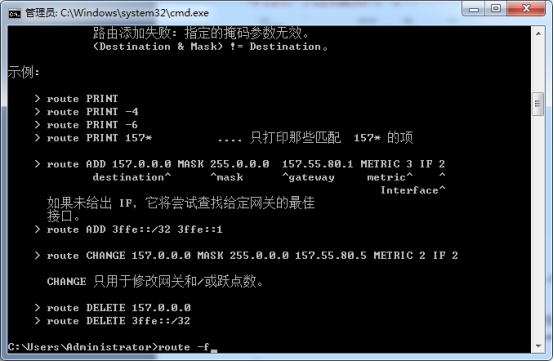 管理员: C:\Windows\system32\cmd.exe
路由添加失败: 指定的掩码参数无效。
(Destination & Mask) != Destination。
示例:
> route PRINT
> route PRINT -4
> route PRINT -6
> route PRINT 157* .... 只打印那些匹配 157* 的项
> route ADD 157.0.0.0 MASK 255.0.0.0 157.55.80.1 METRIC 3 IF 2
destination^ ^mask ^gateway metric^ ^
Interface^
如果未给出 IF, 它将尝试查找给定网关的最佳
接口。
> route ADD 3ffe::/32 3ffe::1
> route CHANGE 157.0.0.0 MASK 255.0.0.0 157.55.80.5 METRIC 2 IF 2
CHANGE 只用于修改网关和/或跃点数。
> route DELETE 157.0.0.0
> route DELETE 3ffe::/32
C:\Users\Administrator>route -f